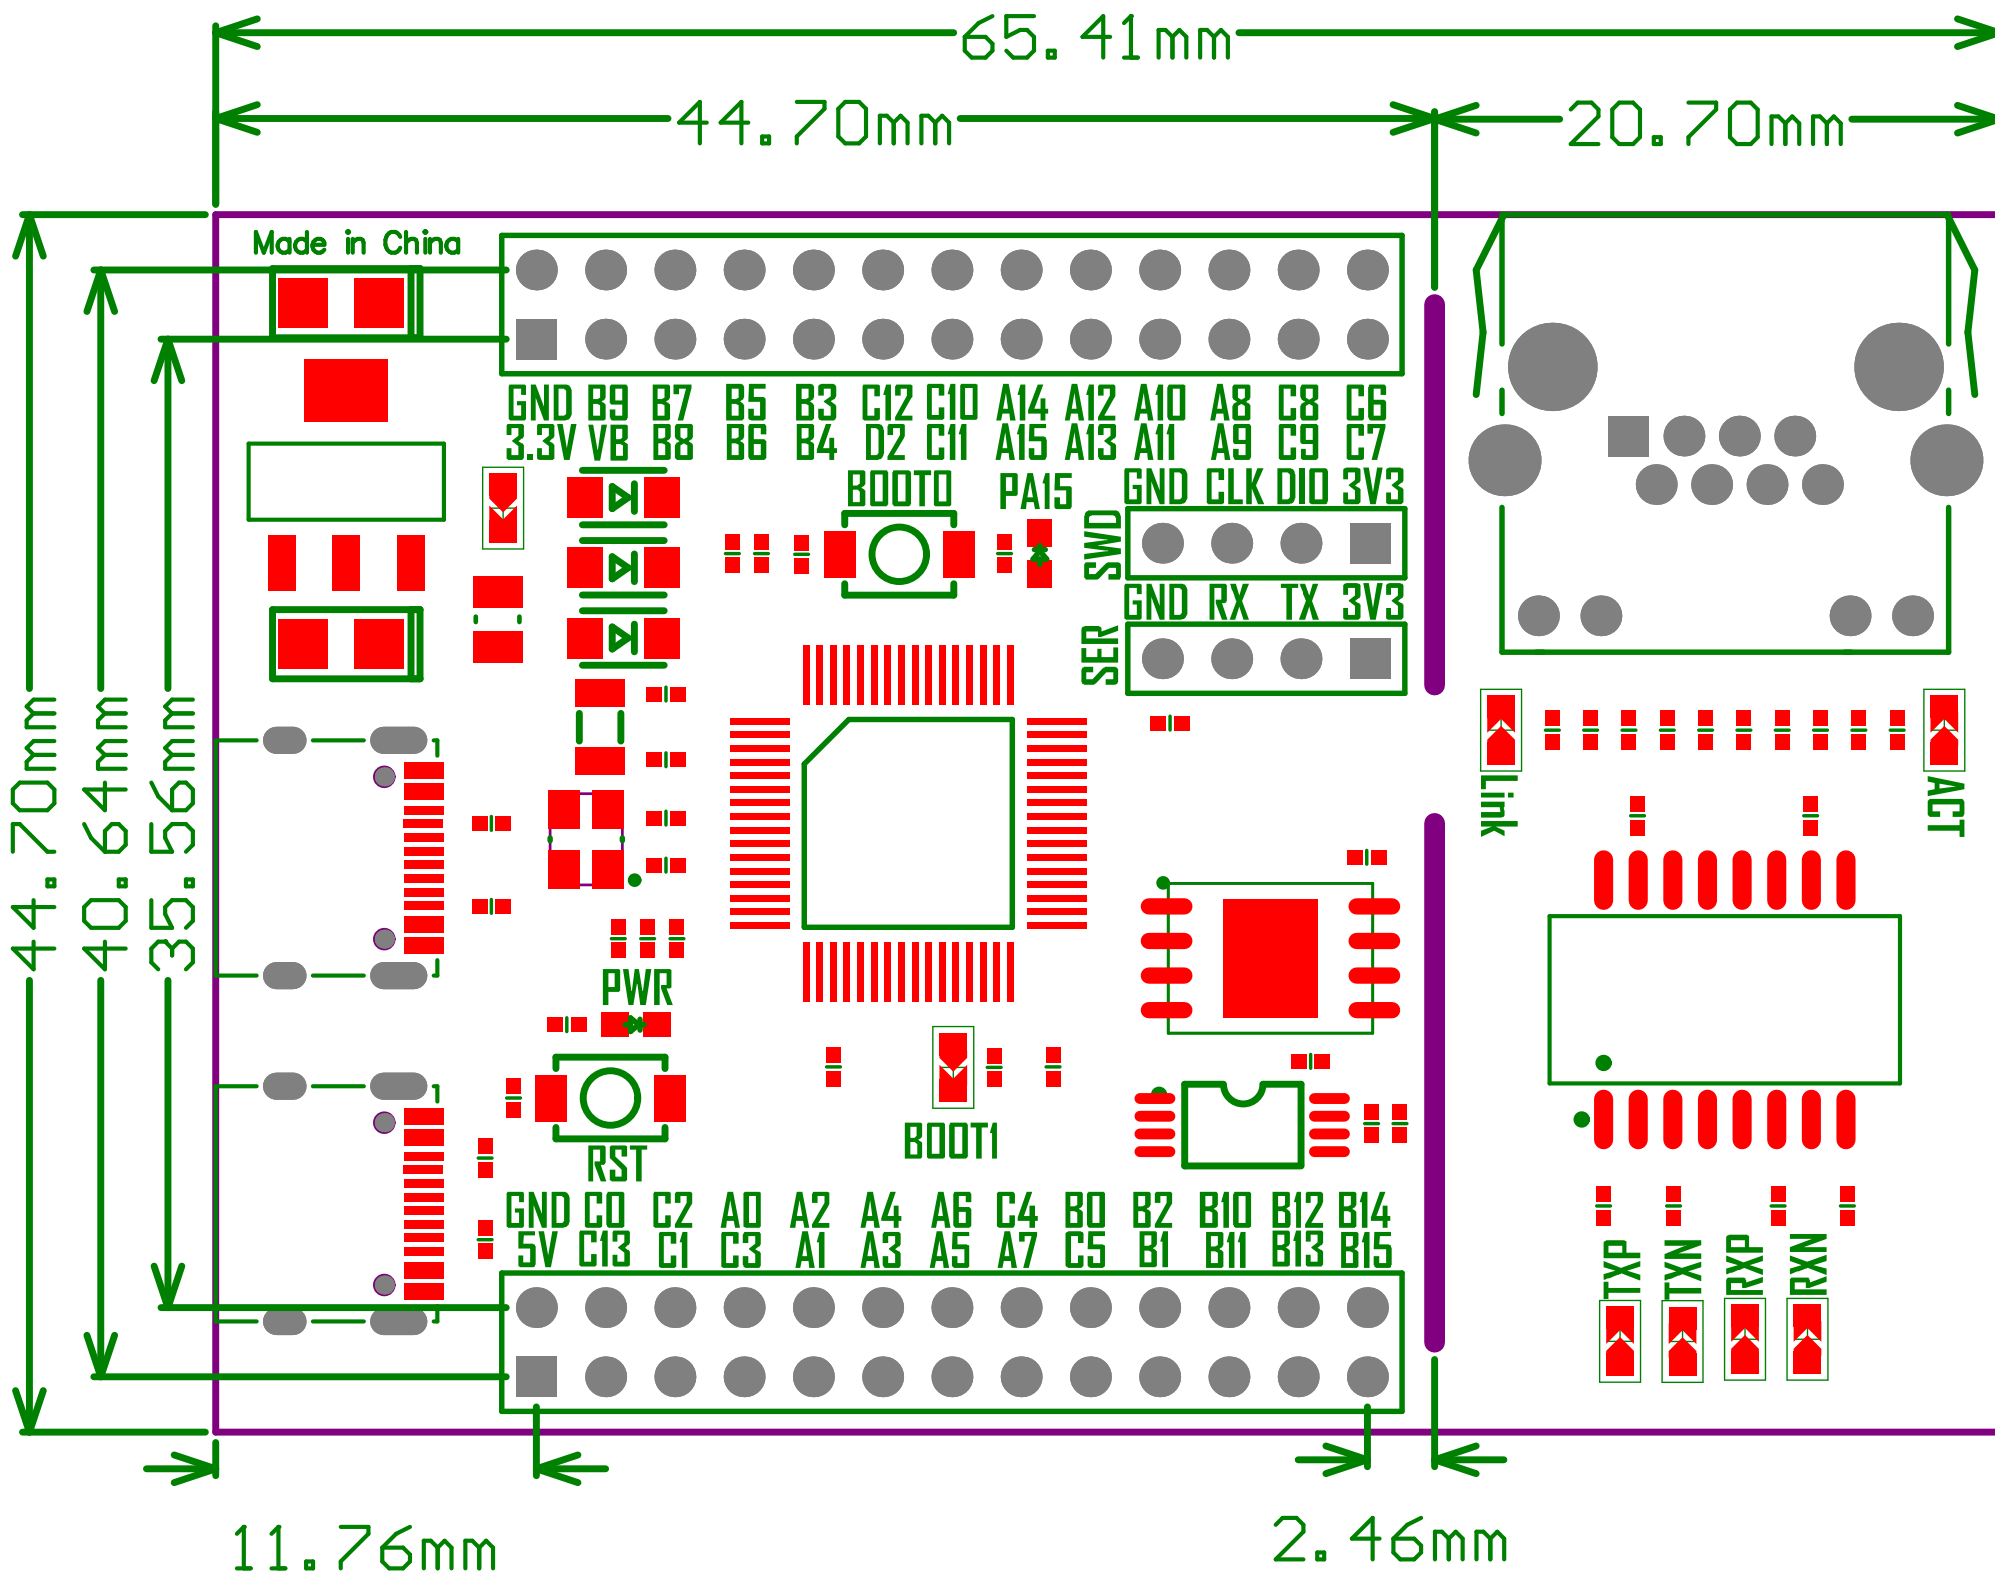 65.41mm
44.70mm 20.70mm
Made in China
GND B9 B7 B5 B3 C12 C10 A14 A12 A10 A8 C8 C6
3.3V VB B8 B6 B4 D2 C11 A15 A13 A11 A9 C9 C7
BOOT0 PA15 GND CLK DIO 3V3
SWD
GND RX TX 3V3
SER
44.70mm
40.64mm
35.56mm
Link
ACT
PWR
BOOT1
RST
GND C0 C2 A0 A2 A4 A6 C4 B0 B2 B10 B12 B14
5V C13 C1 C3 A1 A3 A5 A7 C5 B1 B11 B13 B15
TXP
TXN
RXP
RXN
11.76mm
2.46mm